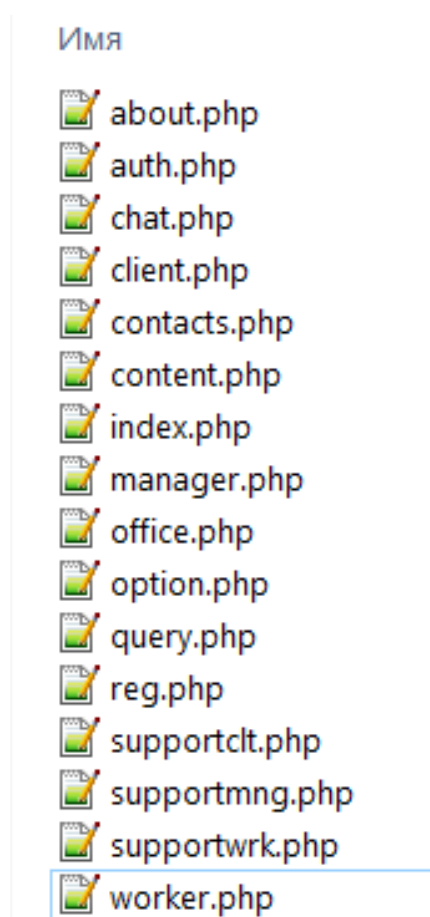 Имя
about.php
auth.php
chat.php
client.php
contacts.php
content.php
index.php
manager.php
office.php
option.php
query.php
reg.php
supportclt.php
supportmng.php
supportwrk.php
worker.php